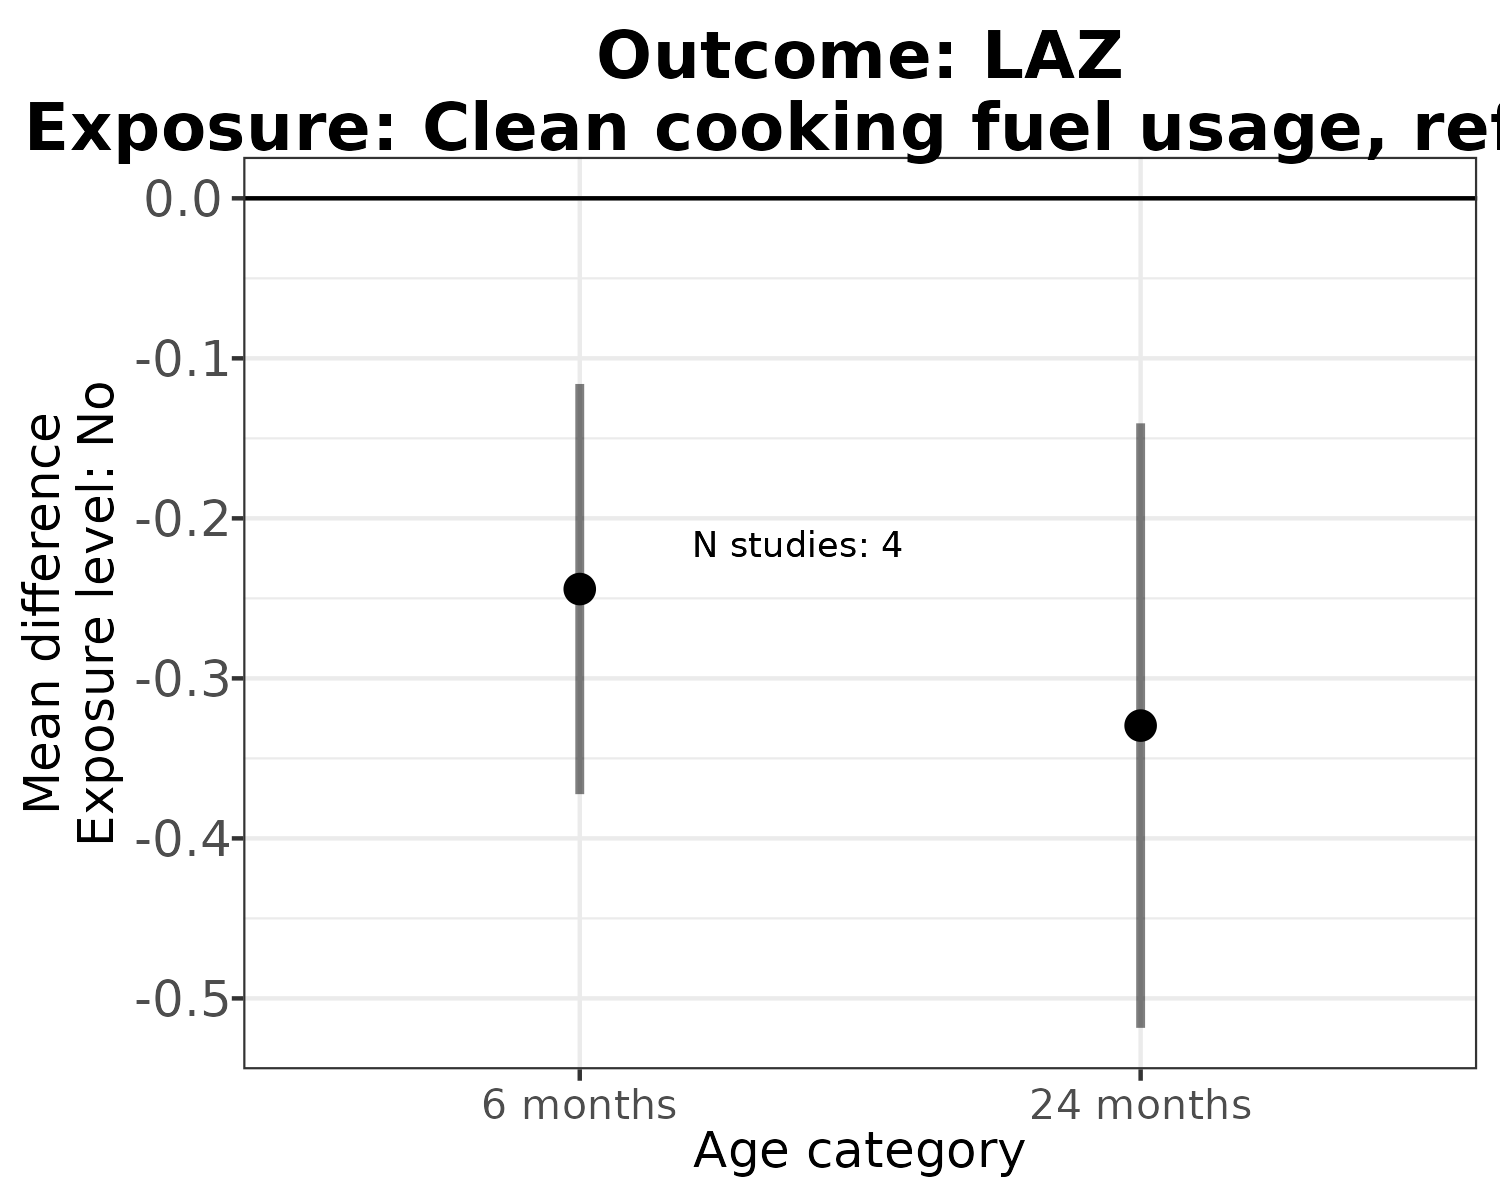 Outcome: LAZ
Exposure: Clean cooking fuel usage,
0.0
-0.1
-0.2
-0.3
-0.4
-0.5
Mean difference
Exposure level: No
N studies: 4
6 months
24 months
Age category